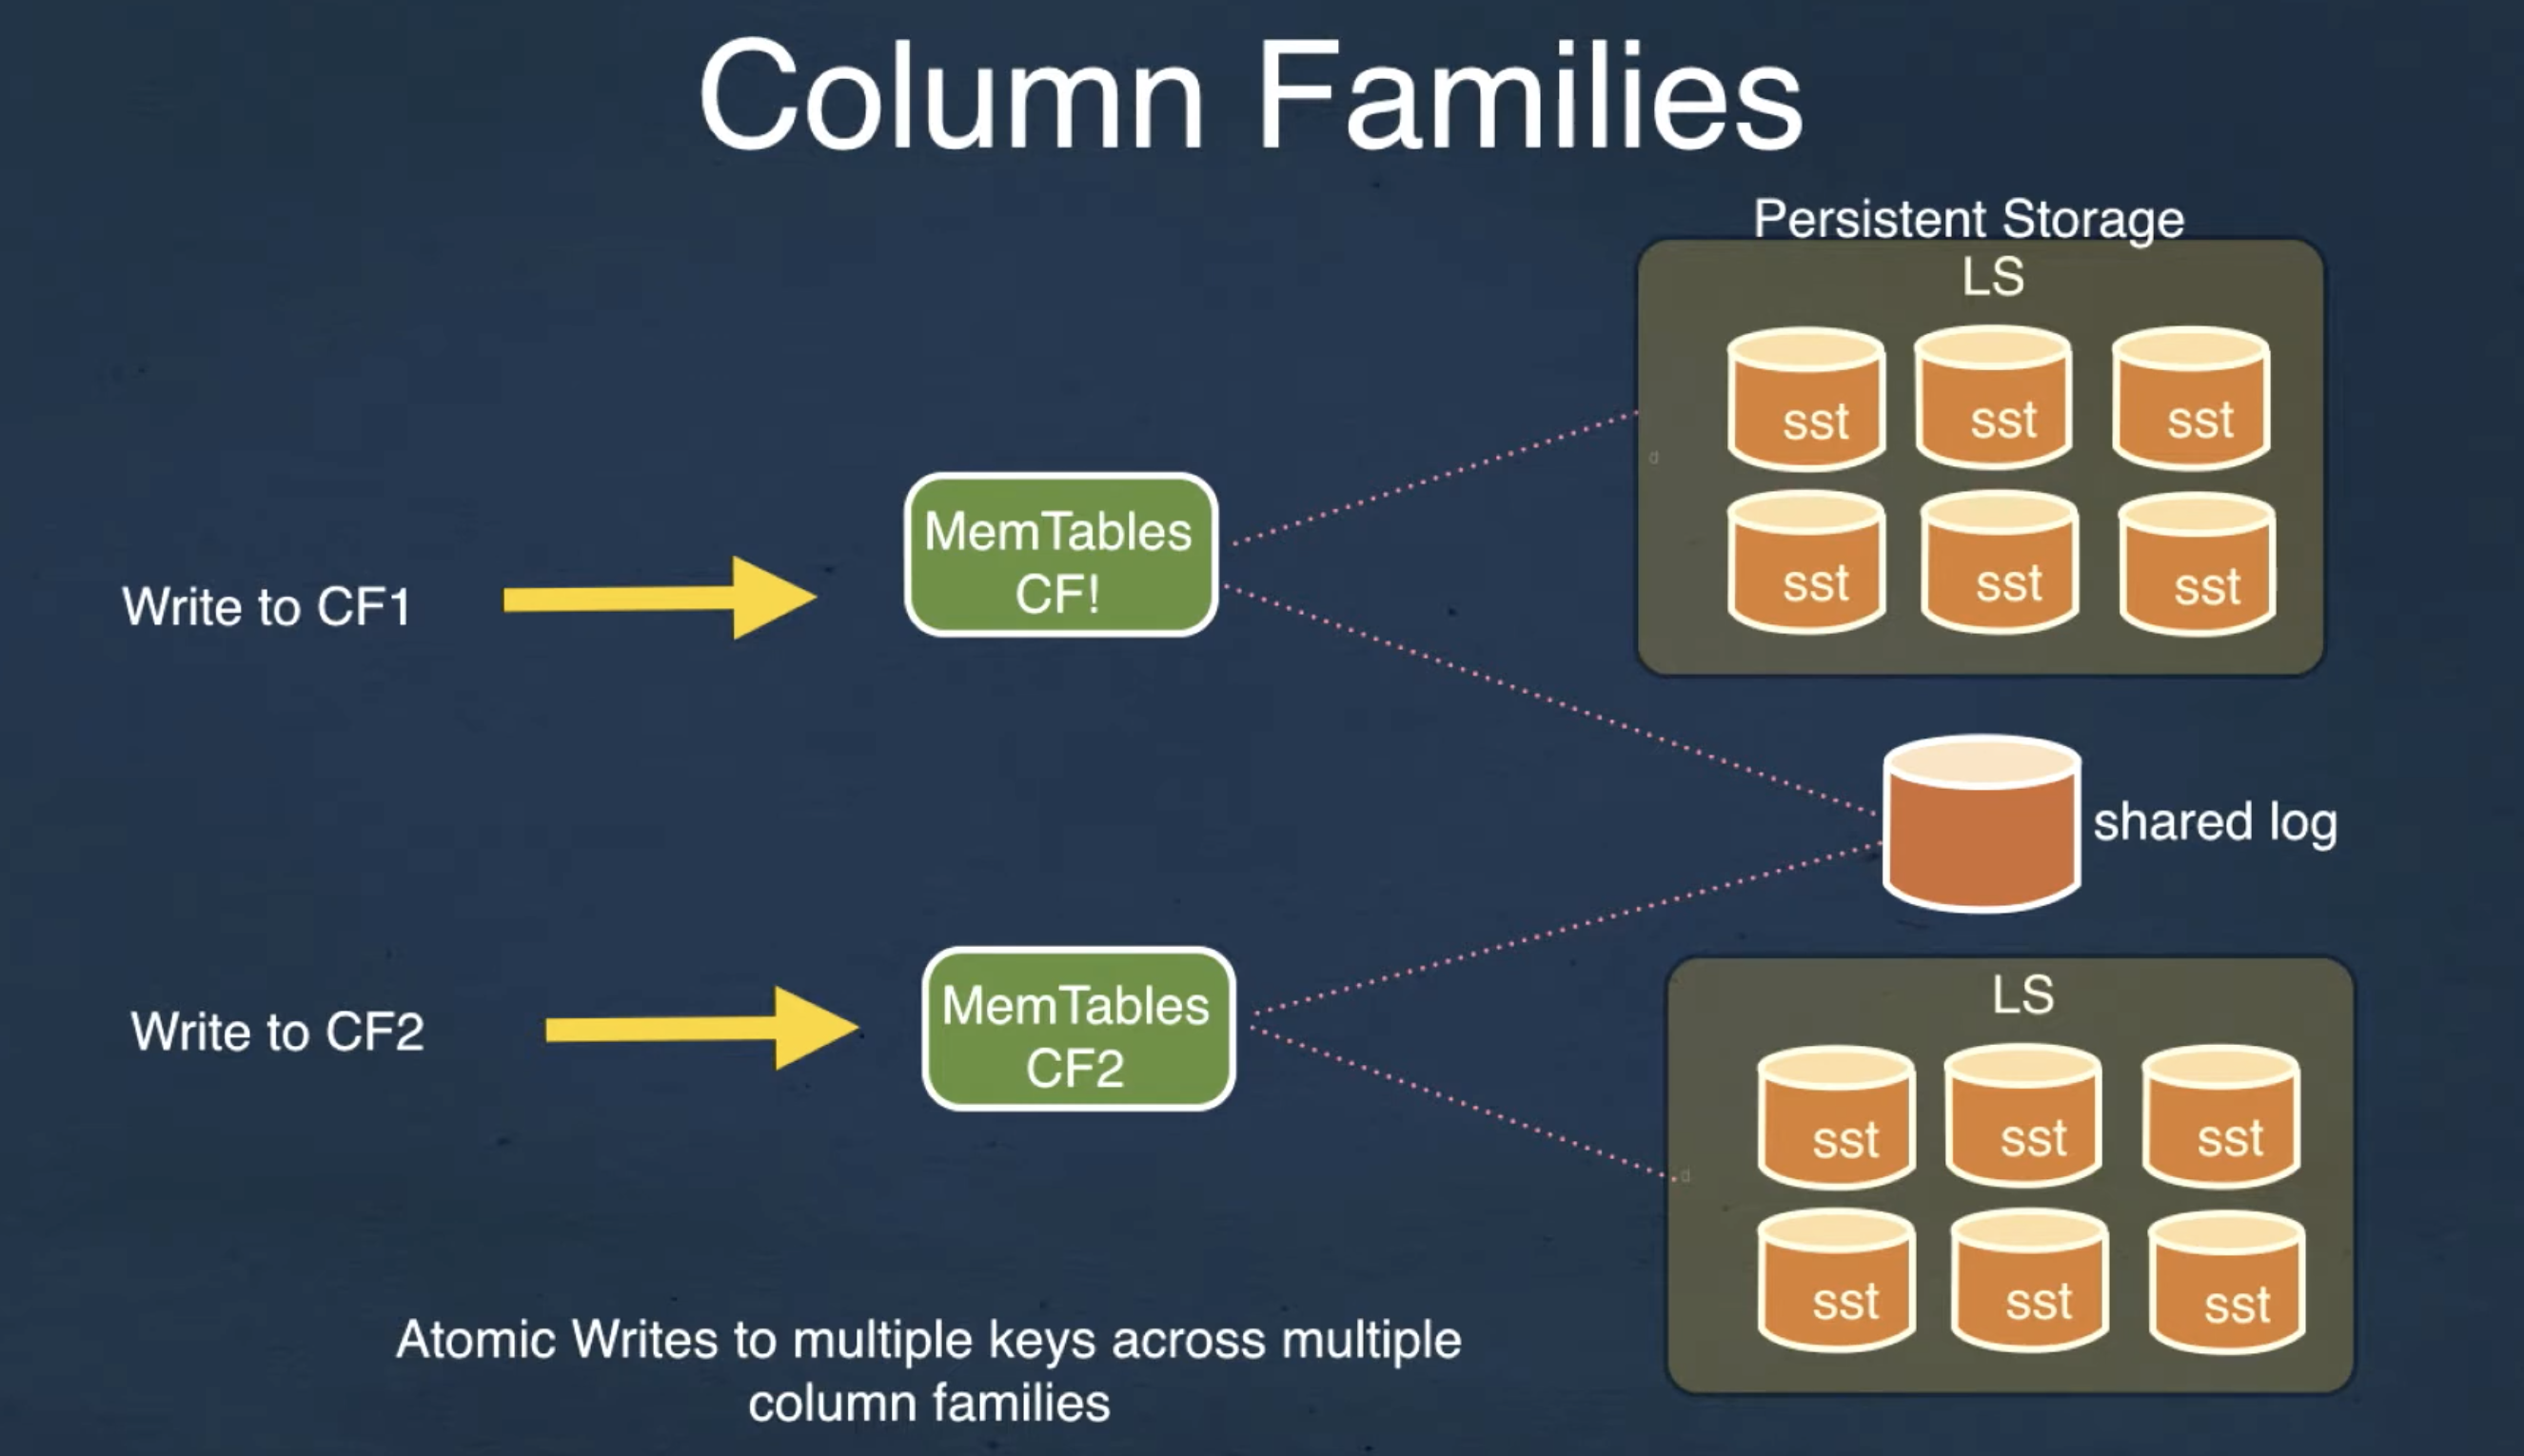 Column Families
Persistent Storage
LS
sst sst sst
sst sst sst
d
MemTables
CF!
Write to CF1
shared log
MemTables
CF2
Write to CF2
LS
sst sst sst
d
sst sst sst
Atomic Writes to multiple keys across multiple
column families